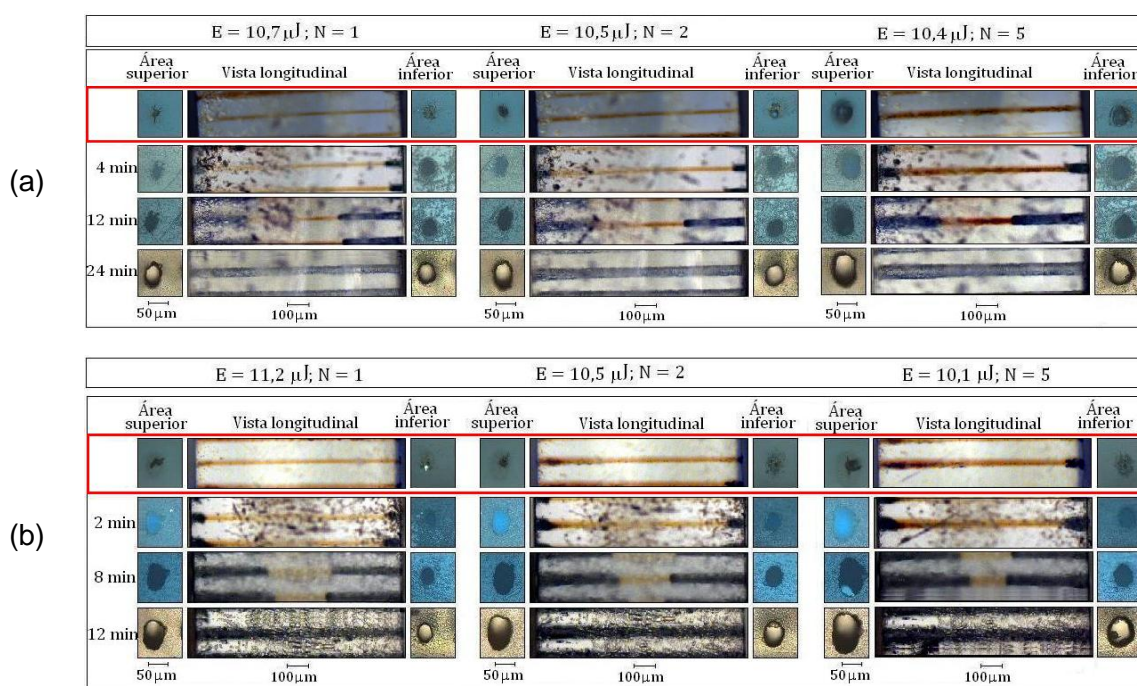 (a)
E = 10,7 μJ; N = 1 E = 10,5 μJ; N = 2 E = 10,4 μJ; N = 5
Área superior Vista longitudinal Área inferior Área superior Vista longitudinal Área inferior Área superior Vista longitudinal Área inferior
4 min
12 min
24 min
50 μm 100 μm 50 μm 100 μm 50 μm 100 μm
(b)
E = 11,2 μJ; N = 1 E = 10,5 μJ; N = 2 E = 10,1 μJ; N = 5
Área superior Vista longitudinal Área inferior Área superior Vista longitudinal Área inferior Área superior Vista longitudinal Área inferior
2 min
8 min
12 min
50 μm 100 μm 50 μm 100 μm 50 μm 100 μm